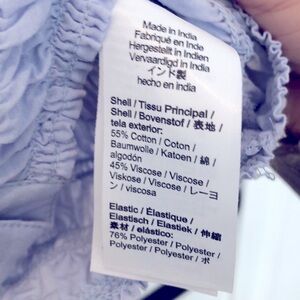 Made in India
Fabriqué en Inde
Hergestellt in Indien
Vervaardigd in India
インド製
hecho en india
Shell / Tissu Principal /
Shell / Bovenstof / 表地 /
tela exterior:
55% Cotton / Coton /
Baumwolle / Katoen / 綿 /
algodón
45% Viscose / Viscose /
Viskose / Viscose / レーヨ
ン / viscosa
Elastic / Élastique /
Elastisch / Elastiek / 伸縮
素材 / elástico:
76% Polyester / Polyester /
Polyester / Polyester / ポ